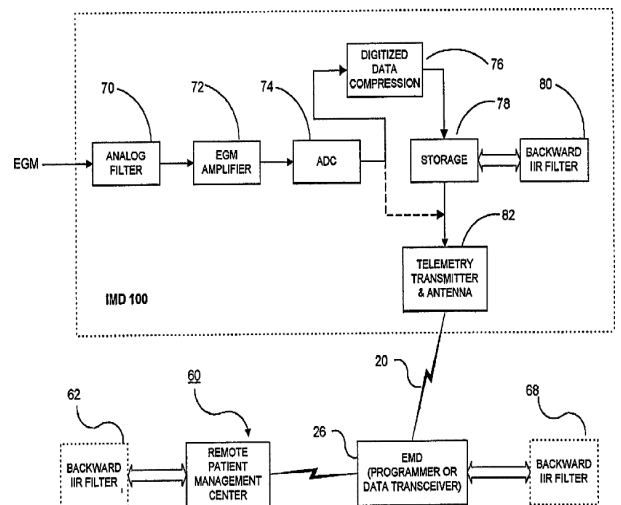 70
72
74
DIGITIZED
DATA
COMPRESSION
76
78
80
EGM
ANALOG
FILTER
EGM
AMPLIFIER
ADC
STORAGE
BACKWARD
IIR FILTER
82
TELEMETRY
TRANSMITTER
& ANTENNA
IMD 100
20
62
60
26
68
BACKWARD
IIR FILTER
REMOTE
PATIENT
MANAGEMENT
CENTER
EMD
(PROGRAMMER OR
DATA TRANSCEIVER)
BACKWARD
IIR FILTER